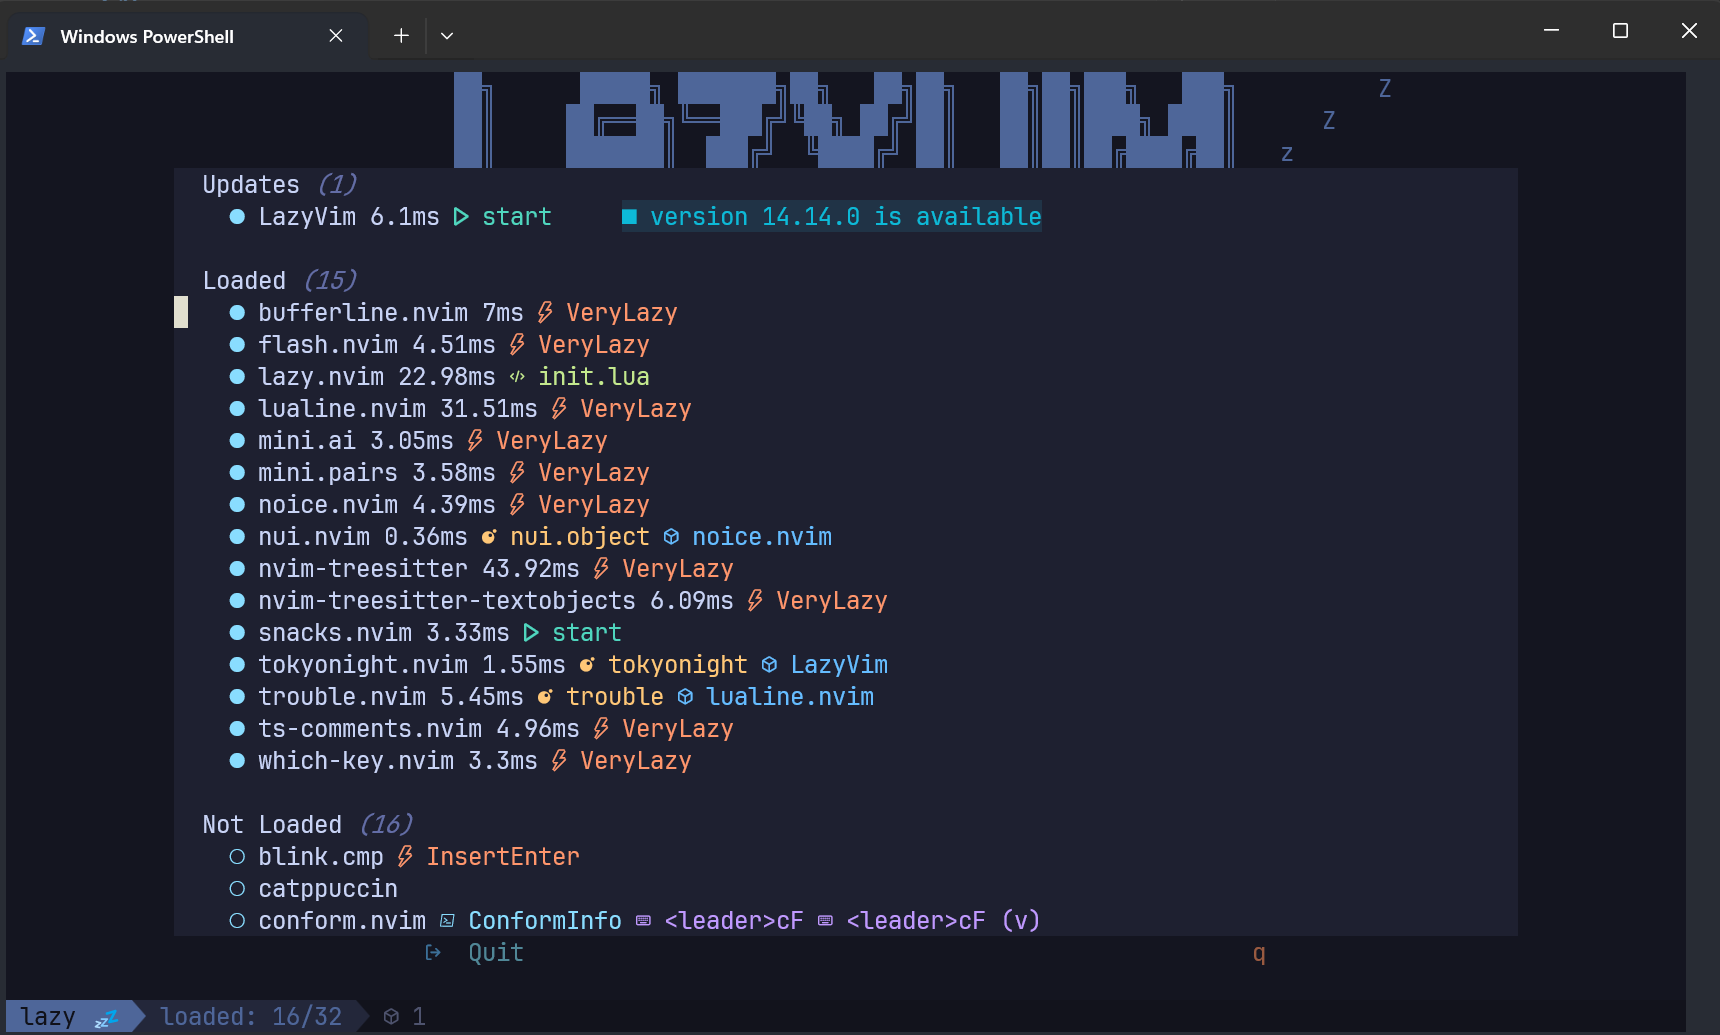 Windows PowerShell
Z
Z
z
Updates (1)
LazyVim 6.1ms start version 14.14.0 is available
Loaded (15)
bufferline.nvim 7ms VeryLazy
flash.nvim 4.51ms VeryLazy
lazy.nvim 22.98ms init.lua
lualine.nvim 31.51ms VeryLazy
mini.ai 3.05ms VeryLazy
mini.pairs 3.58ms VeryLazy
noice.nvim 4.39ms VeryLazy
nui.nvim 0.36ms nui.object noice.nvim
nvim-treesitter 43.92ms VeryLazy
nvim-treesitter-textobjects 6.09ms VeryLazy
snacks.nvim 3.33ms start
tokyonight.nvim 1.55ms tokyonight LazyVim
trouble.nvim 5.45ms trouble lualine.nvim
ts-comments.nvim 4.96ms VeryLazy
which-key.nvim 3.3ms VeryLazy
Not Loaded (16)
blink.cmp InsertEnter
catppuccin
conform.nvim ConformInfo <leader>cF <leader>cF (v)
Quit q
lazy zzZ loaded: 16/32 1